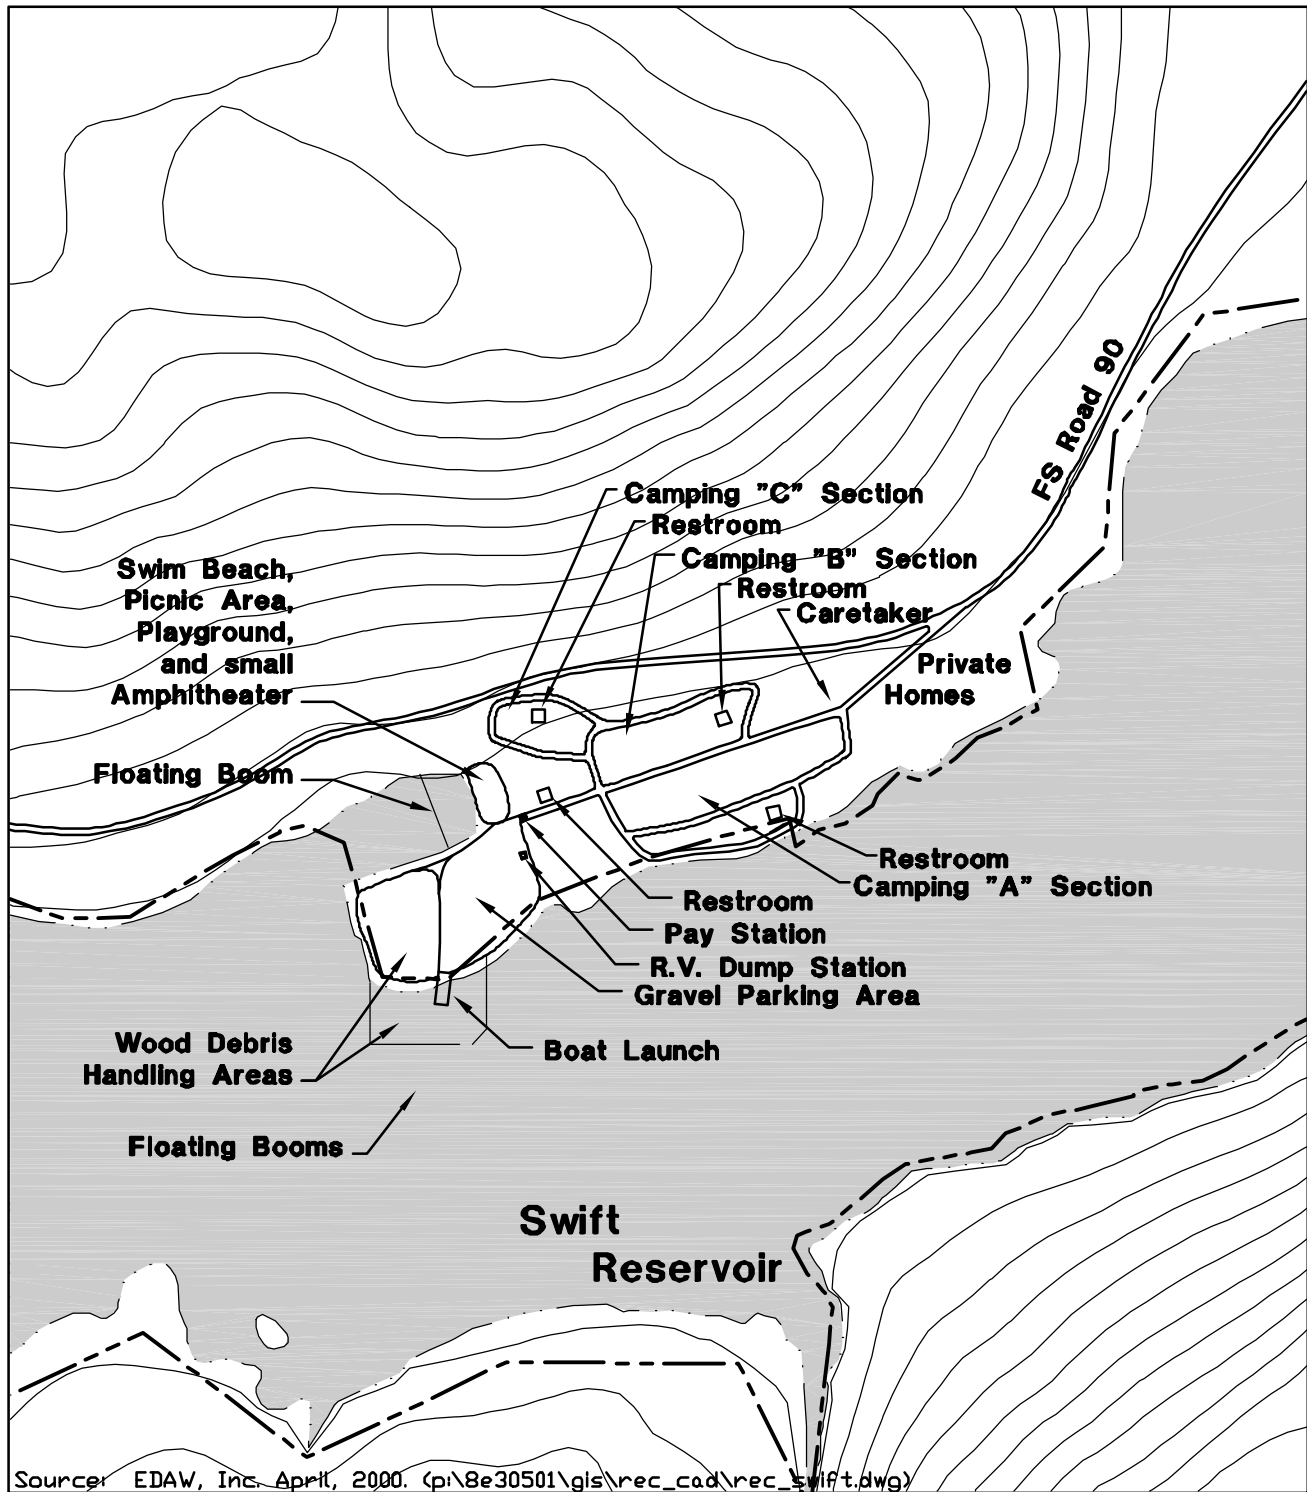 FS Road 90
Camping "C" Section
Restroom
Camping "B" Section
Restroom
Caretaker
Swim Beach,
Picnic Area,
Playground,
and small
Amphitheater
Private
Homes
Floating Boom
Restroom
Camping "A" Section
Restroom
Pay Station
R.V. Dump Station
Gravel Parking Area
Wood Debris
Handling Areas
Boat Launch
Floating Booms
Swift
Reservoir
Source: EDAW, Inc. April, 2000. (p:\8e30501\gis\rec_cad\rec_swift.dwg)